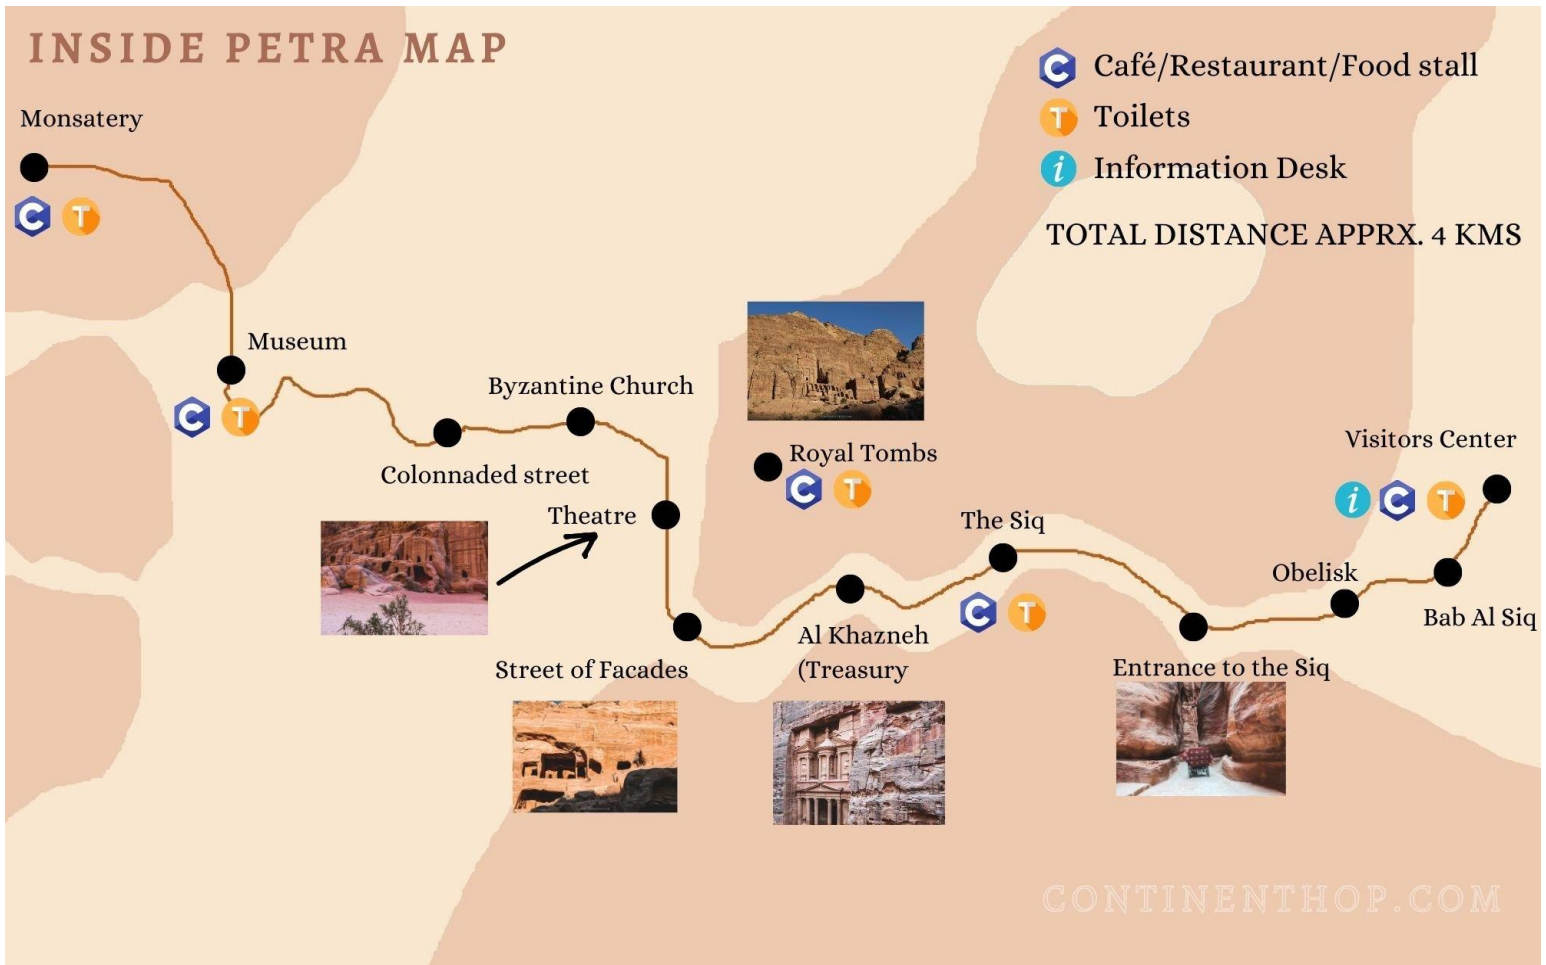 INSIDE PETRA MAP
C Café/Restaurant/Food stall
T Toilets
i Information Desk
TOTAL DISTANCE APPRX. 4 KMS
Monsatery
C T
Museum
C T
Byzantine Church
Colonnaded street
Royal Tombs
C T
Theatre
Visitors Center
i C T
The Siq
C T
Obelisk
Bab Al Siq
Al Khazneh
(Treasury
Street of Facades
Entrance to the Siq
CONTINENTHOP.COM